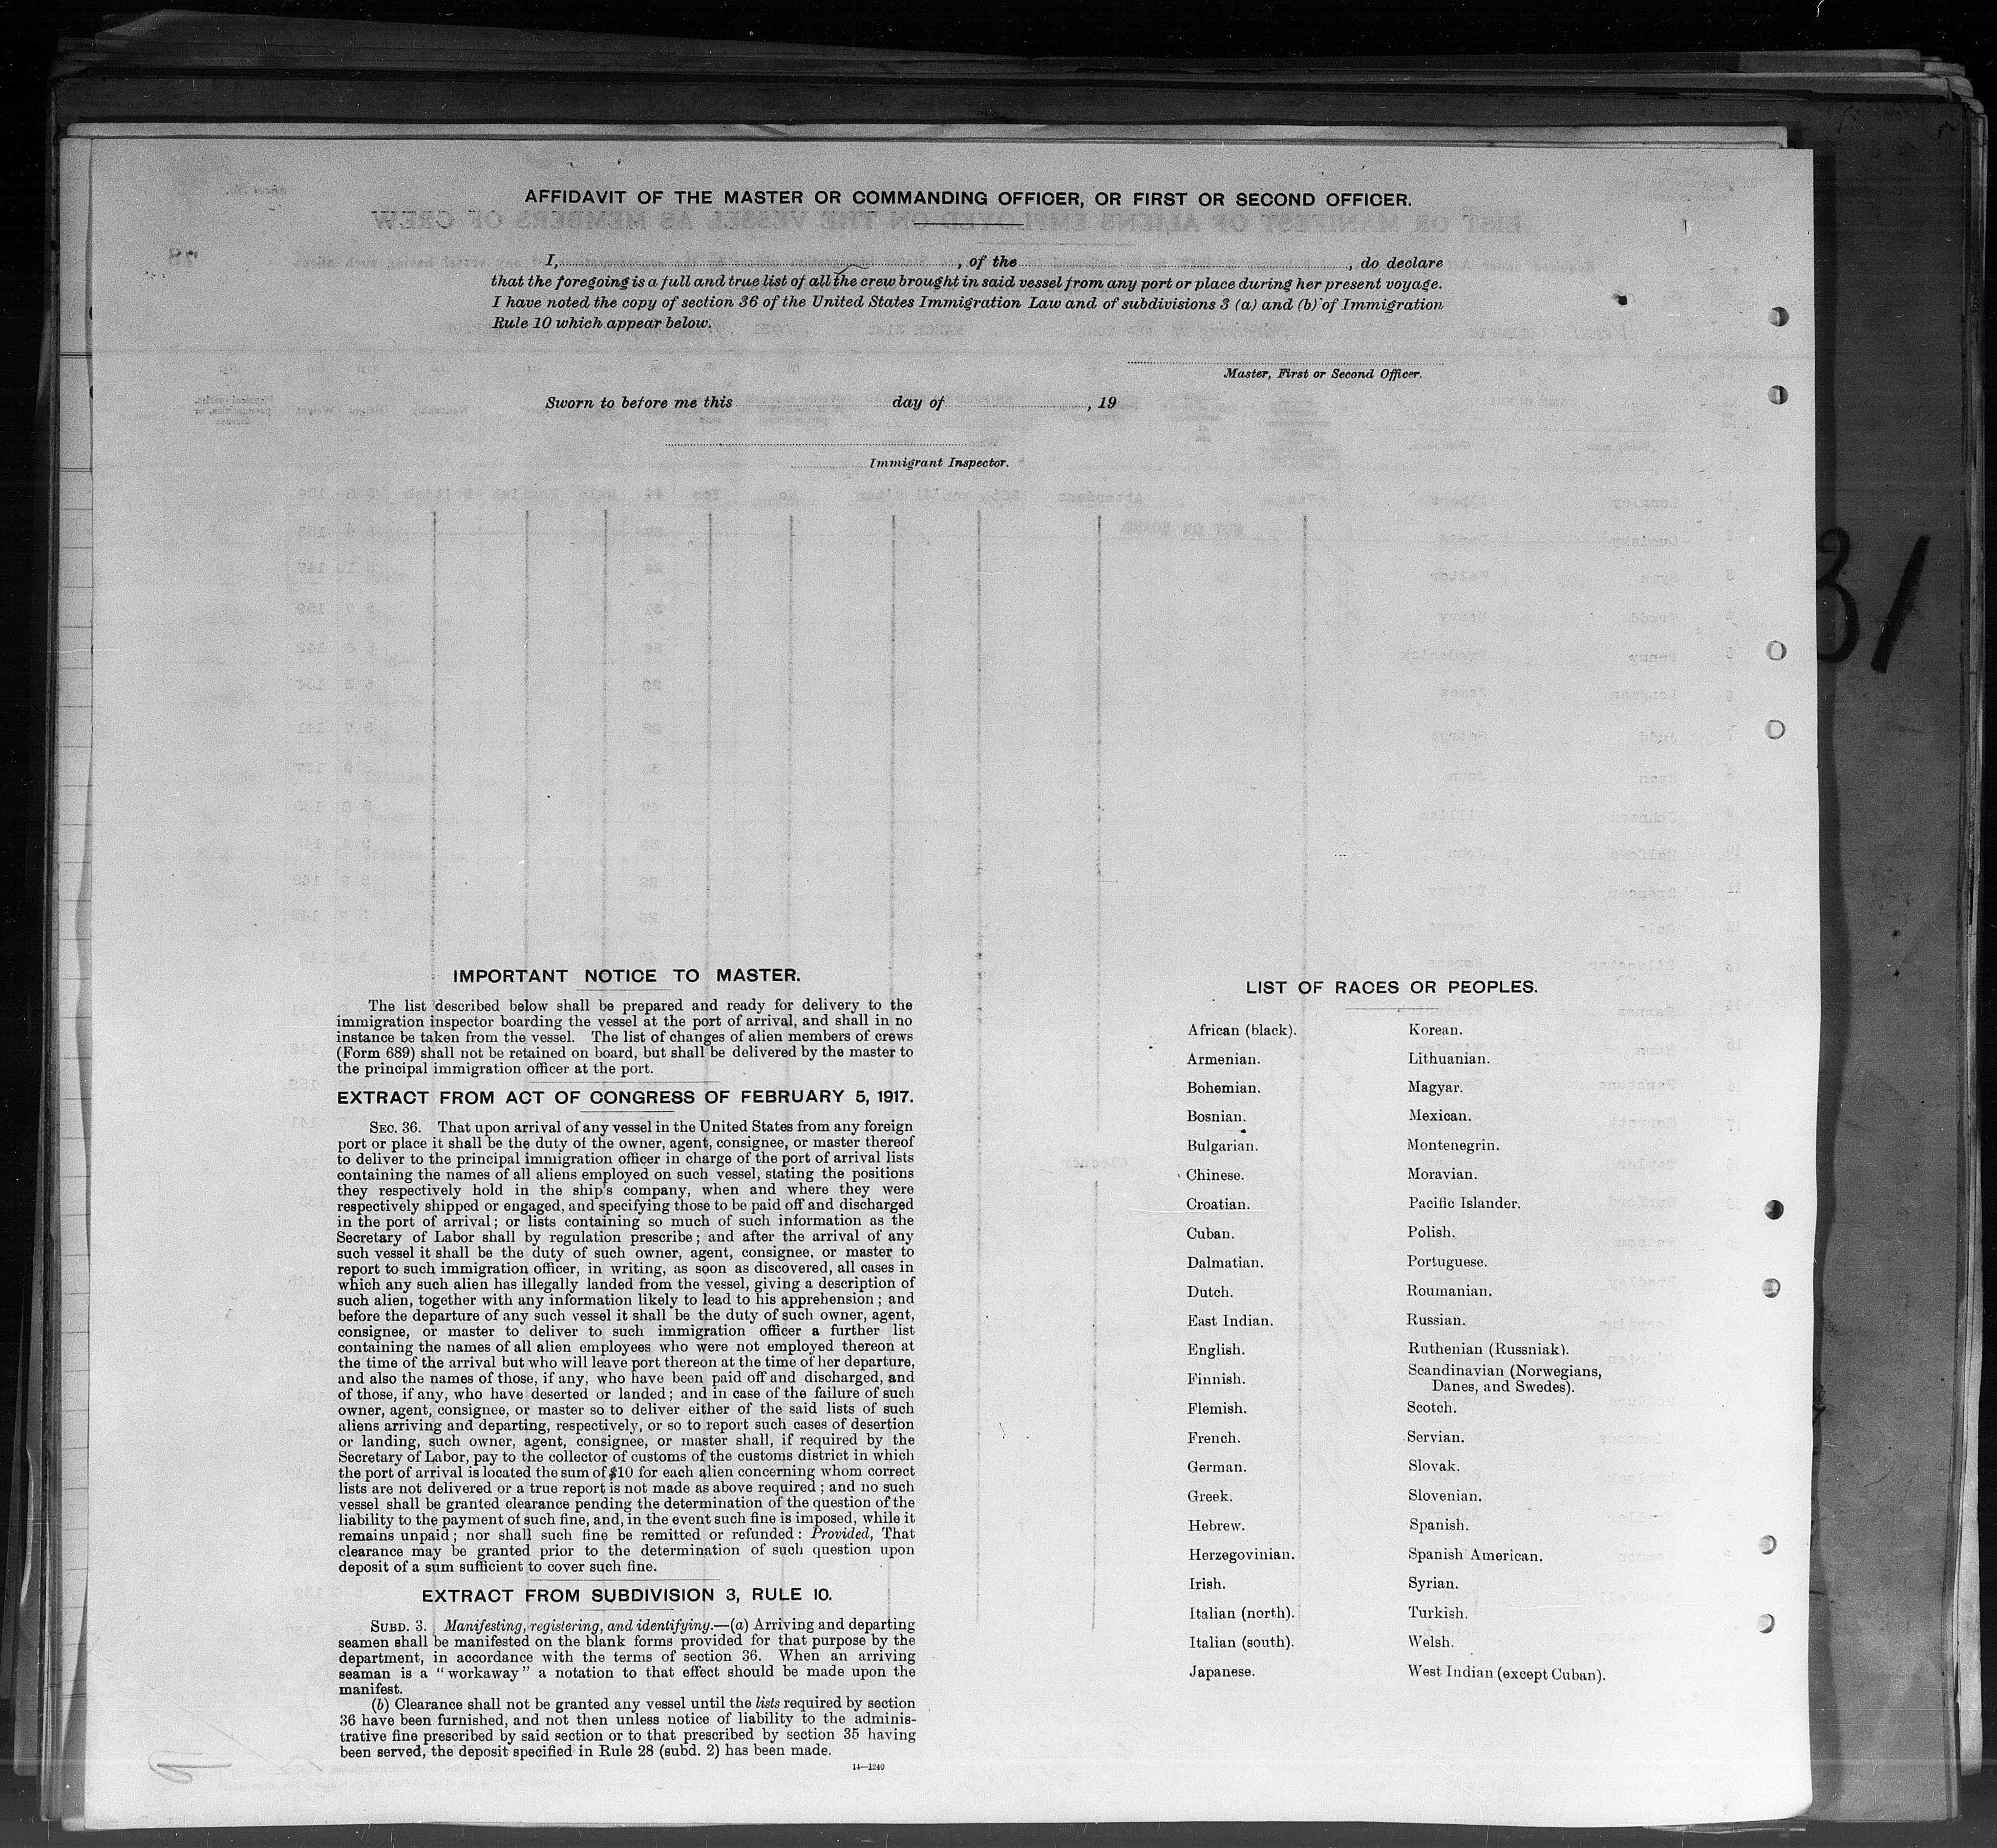 AFFIDAVIT OF THE MASTER OR COMMANDING OFFICER, OR FIRST OR SECOND OFFICER.
I, , of the , do declare
that the foregoing is a full and true list of all the crew brought in said vessel from any port or place during her present voyage.
I have noted the copy of section 36 of the United States Immigration Law and of subdivisions 3 (a) and (b) of Immigration
Rule 10 which appear below.
Master, First or Second Officer.
Sworn to before me this day of , 19
Immigrant Inspector.
31
IMPORTANT NOTICE TO MASTER.
The list described below shall be prepared and ready for delivery to the
immigration inspector boarding the vessel at the port of arrival, and shall in no
instance be taken from the vessel. The list of changes of alien members of crews
(Form 689) shall not be retained on board, but shall be delivered by the master to
the principal immigration officer at the port.
EXTRACT FROM ACT OF CONGRESS OF FEBRUARY 5, 1917.
SEC. 36. That upon arrival of any vessel in the United States from any foreign
port or place it shall be the duty of the owner, agent, consignee, or master thereof
to deliver to the principal immigration officer in charge of the port of arrival lists
containing the names of all aliens employed on such vessel, stating the positions
they respectively hold in the ship's company, when and where they were
respectively shipped or engaged, and specifying those to be paid off and discharged
in the port of arrival; or lists containing so much of such information as the
Secretary of Labor shall by regulation prescribe; and after the arrival of any
such vessel it shall be the duty of such owner, agent, consignee, or master to
report to such immigration officer, in writing, as soon as discovered, all cases in
which any such alien has illegally landed from the vessel, giving a description of
such alien, together with any information likely to lead to his apprehension; and
before the departure of any such vessel it shall be the duty of such owner, agent,
consignee, or master to deliver to such immigration officer a further list
containing the names of all alien employees who were not employed thereon at
the time of the arrival but who will leave port thereon at the time of her departure,
and also the names of those, if any, who have been paid off and discharged, and
of those, if any, who have deserted or landed; and in case of the failure of such
owner, agent, consignee, or master so to deliver either of the said lists of such
aliens arriving and departing, respectively, or so to report such cases of desertion
or landing, such owner, agent, consignee, or master shall, if required by the
Secretary of Labor, pay to the collector of customs of the customs district in which
the port of arrival is located the sum of $10 for each alien concerning whom correct
lists are not delivered or a true report is not made as above required; and no such
vessel shall be granted clearance pending the determination of the question of the
liability to the payment of such fine, and, in the event such fine is imposed, while it
remains unpaid; nor shall such fine be remitted or refunded: Provided, That
clearance may be granted prior to the determination of such question upon
deposit of a sum sufficient to cover such fine.
EXTRACT FROM SUBDIVISION 3, RULE 10.
SUBD. 3. Manifesting, registering, and identifying.—(a) Arriving and departing
seamen shall be manifested on the blank forms provided for that purpose by the
department, in accordance with the terms of section 36. When an arriving
seaman is a "workaway" a notation to that effect should be made upon the
manifest.
(b) Clearance shall not be granted any vessel until the lists required by section
36 have been furnished, and not then unless notice of liability to the adminis-
trative fine prescribed by said section or to that prescribed by section 35 having
been served, the deposit specified in Rule 28 (subd. 2) has been made.
14—1240
LIST OF RACES OR PEOPLES.
African (black).
Armenian.
Bohemian.
Bosnian.
Bulgarian.
Chinese.
Croatian.
Cuban.
Dalmatian.
Dutch.
East Indian.
English.
Finnish.
Flemish.
French.
German.
Greek.
Hebrew.
Herzegovinian.
Irish.
Italian (north).
Italian (south).
Japanese.
Korean.
Lithuanian.
Magyar.
Mexican.
Montenegrin.
Moravian.
Pacific Islander.
Polish.
Portuguese.
Roumanian.
Russian.
Ruthenian (Russniak).
Scandinavian (Norwegians,
Danes, and Swedes).
Scotch.
Servian.
Slovak.
Slovenian.
Spanish.
Spanish American.
Syrian.
Turkish.
Welsh.
West Indian (except Cuban).